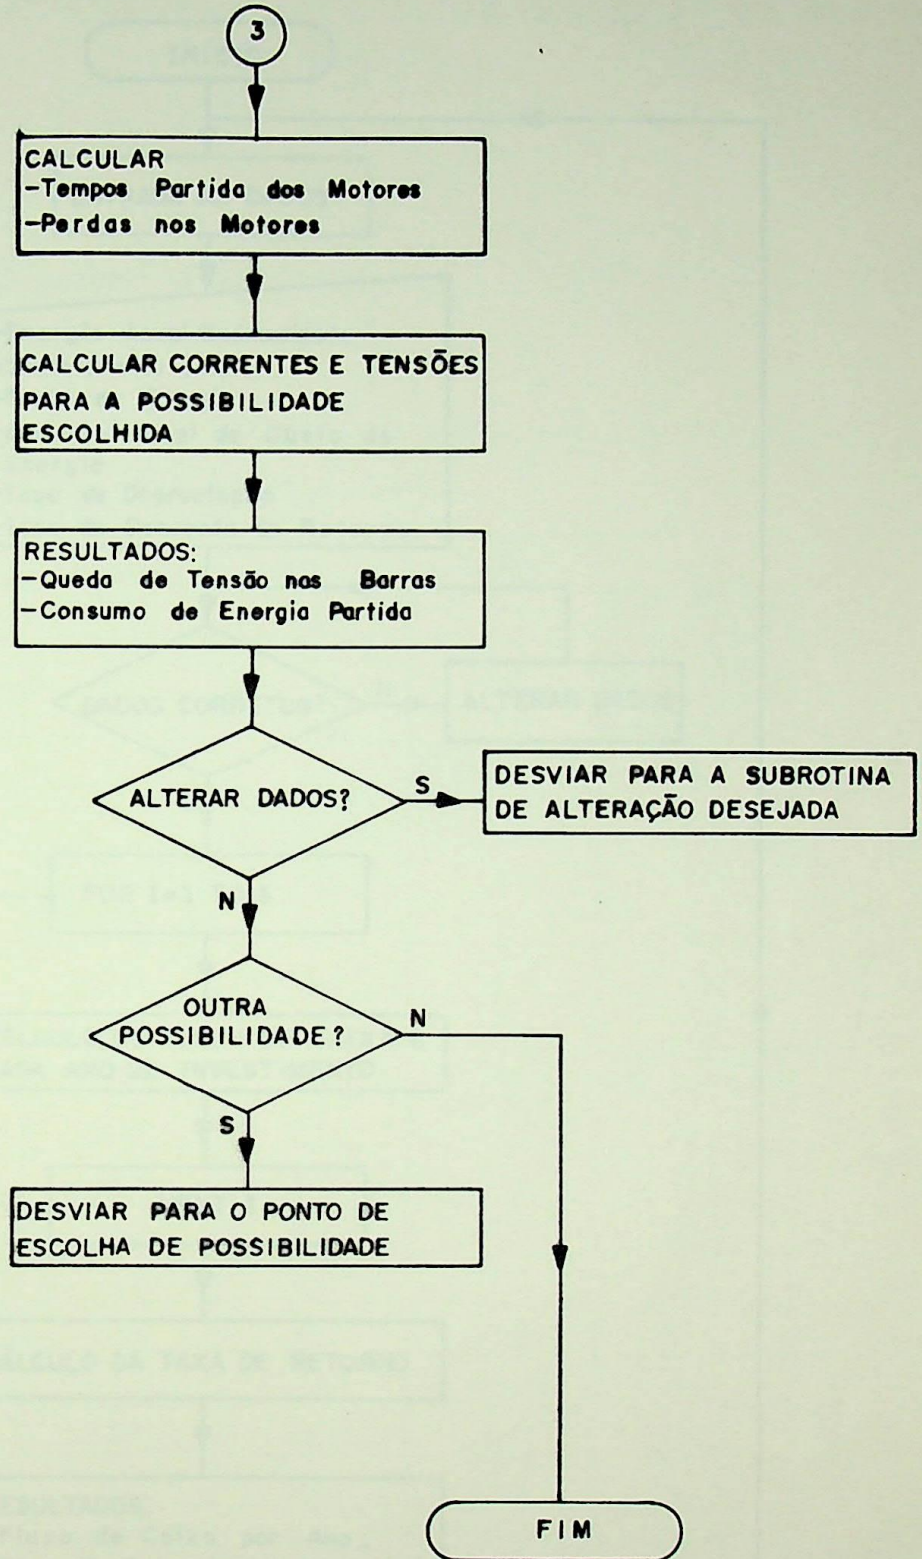 3
CALCULAR
-Tempos Partida dos Motores
-Perdas nos Motores
CALCULAR CORRENTES E TENSÕES
PARA A POSSIBILIDADE
ESCOLHIDA
RESULTADOS:
-Queda de Tensão nas Barras
-Consumo de Energia Partida
ALTERAR DADOS?
S
DESVIAR PARA A SUBROTINA
DE ALTERAÇÃO DESEJADA
N
OUTRA
POSSIBILIDADE?
N
S
DESVIAR PARA O PONTO DE
ESCOLHA DE POSSIBILIDADE
FIM